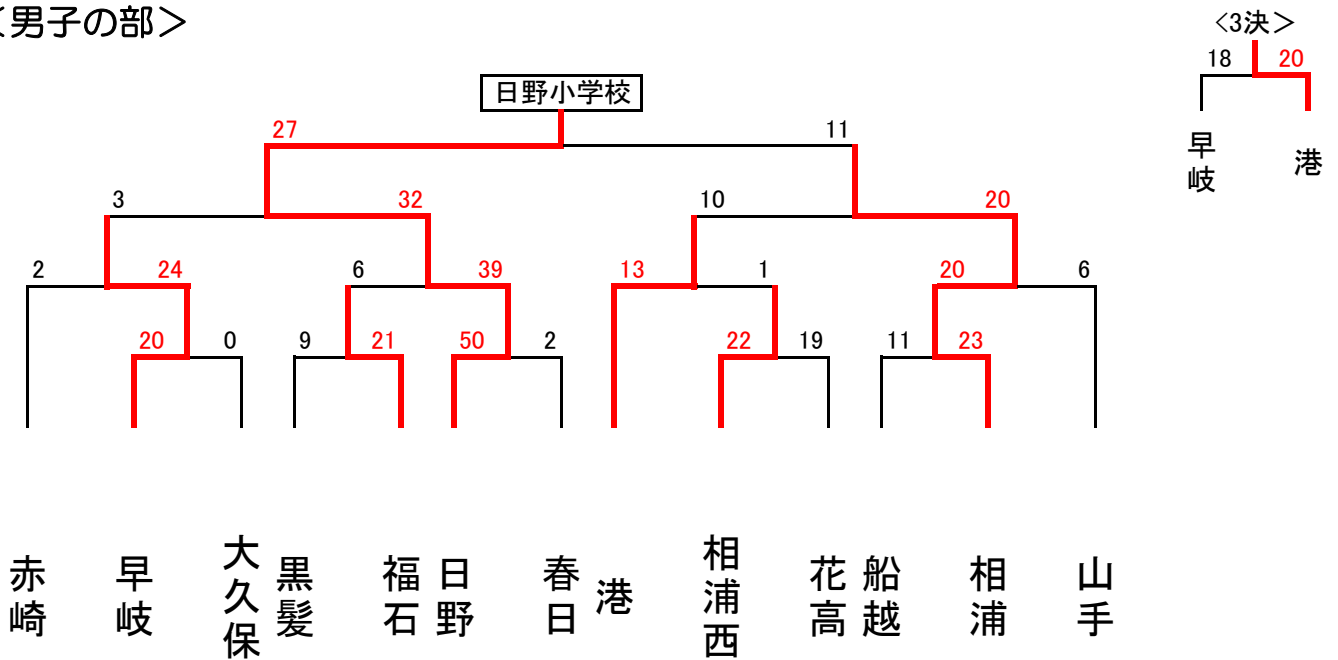 <男子の部>
<3決>
18 20
早岐 港
日野小学校
27 11
3 32 10 20
2 24 6 39 13 1 20 6
20 0 9 21 50 2 22 19 11 23
赤崎 早岐 大久保 黒髪 福石 日野 春日 港 相浦西 花高 船越 相浦 山手